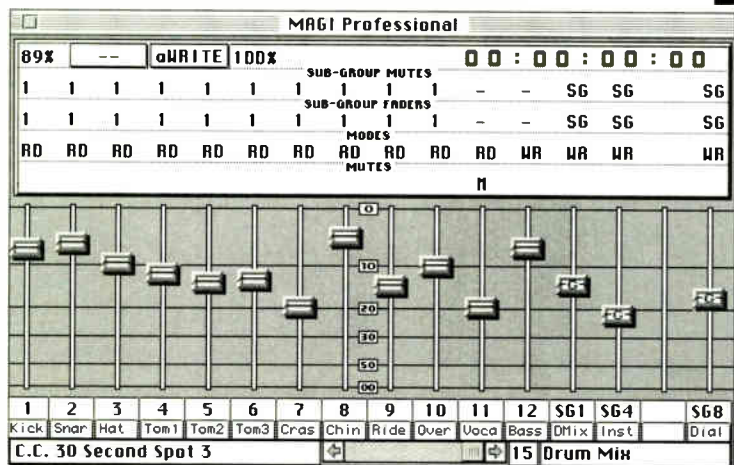 MAGI Professional
89% -- aWRITE 100% 00:00:00:00
SUB-GROUP MUTES
1 1 1 1 1 1 1 1 1 1 - - SG SG SG
SUB-GROUP FADERS
1 1 1 1 1 1 1 1 1 1 - - SG SG SG
MODES
RD RD RD RD RD RD RD RD RD RD RD WR WR WR WR
MUTES
M
0
10
20
30
50
00
1 2 3 4 5 6 7 8 9 10 11 12 SG1 SG4 SG8
Kick Snar Hat Tom1 Tom2 Tom3 Cras Chin Ride Over Voca Bass DMix Inst Dial
C.C. 30 Second Spot 3 15 Drum Mix